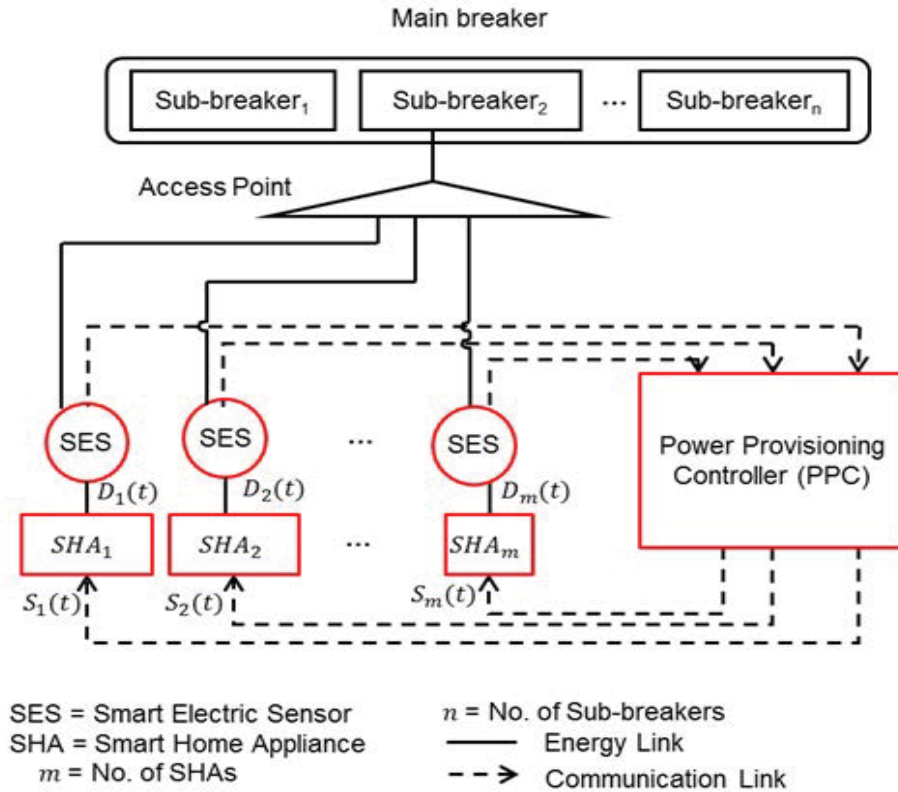 Main breaker
Sub-breaker₁ Sub-breaker₂ ... Sub-breakerₙ
Access Point
SES SES ... SES
Power Provisioning
Controller (PPC)
D₁(t) D₂(t) Dₘ(t)
SHA₁ SHA₂ ... SHAₘ
S₁(t) S₂(t) Sₘ(t)
SES = Smart Electric Sensor
SHA = Smart Home Appliance
m = No. of SHAs
n = No. of Sub-breakers
Energy Link
Communication Link